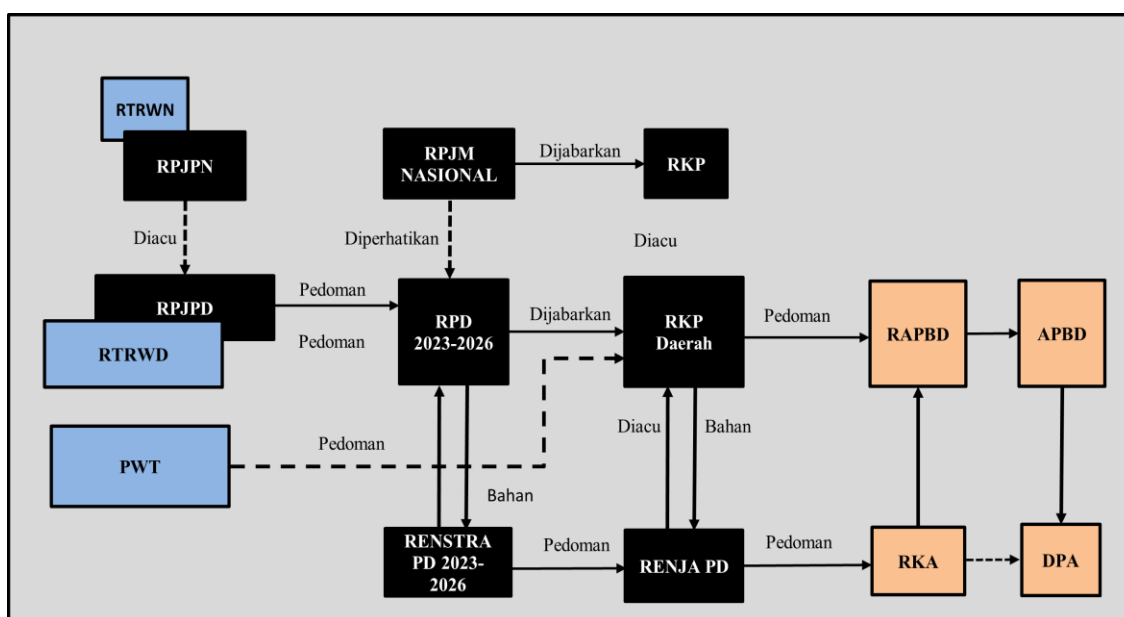 RTRWN
RPJPN
RPJM
NASIONAL
Dijabarkan
RKP
Diacu
Diperhatikan
Diacu
RPJPD
RTRWD
Pedoman
Pedoman
RPD
2023-2026
Dijabarkan
RKP
Daerah
Pedoman
RAPBD
APBD
PWT
Pedoman
Diacu
Bahan
Bahan
RENSTRA
PD 2023-
2026
Pedoman
RENJA PD
Pedoman
RKA
DPA